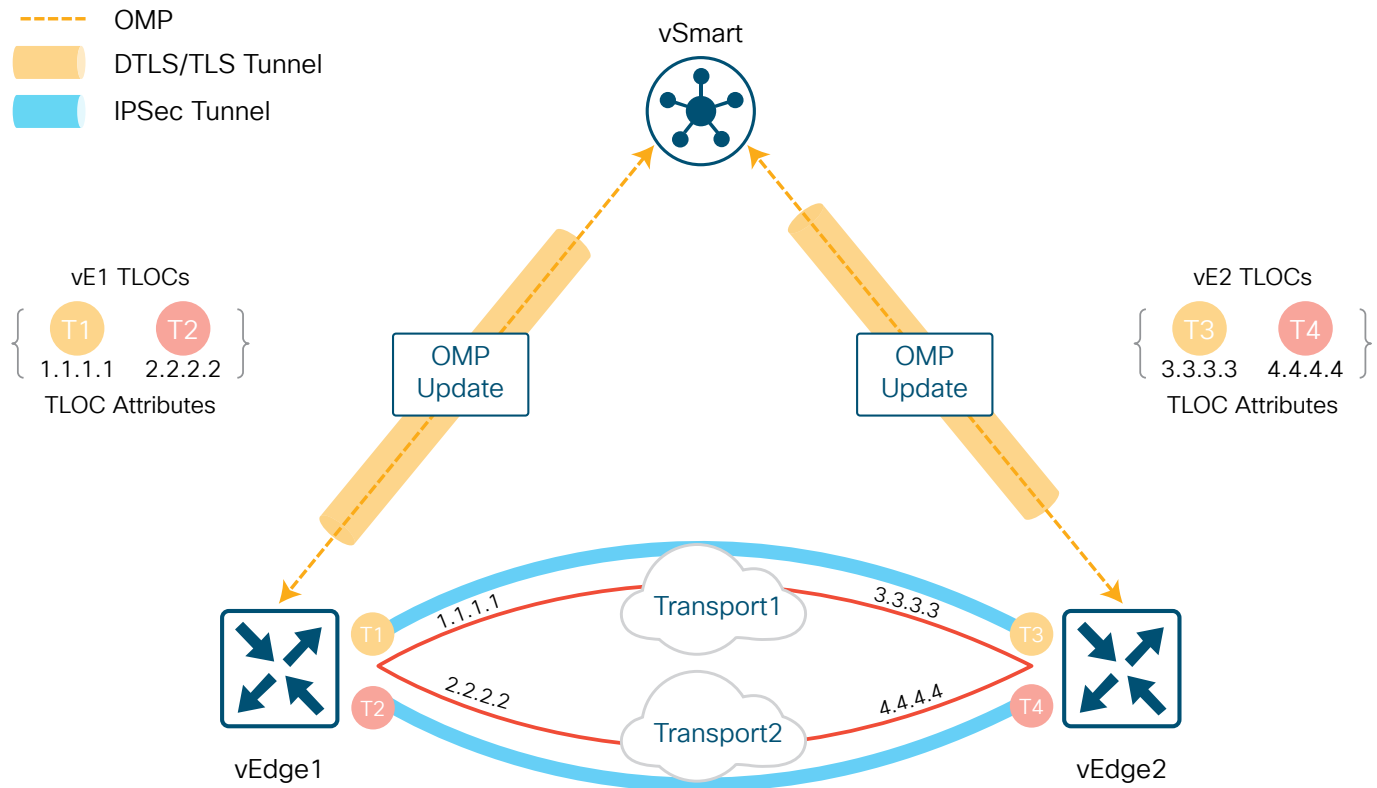 OMP
DTLS/TLS Tunnel
IPSec Tunnel
vSmart
vE1 TLOCs
T1 T2
1.1.1.1 2.2.2.2
TLOC Attributes
vE2 TLOCs
T3 T4
3.3.3.3 4.4.4.4
TLOC Attributes
OMP
Update
OMP
Update
T1
1.1.1.1
Transport1
3.3.3.3
T3
T2
2.2.2.2
Transport2
4.4.4.4
T4
vEdge1
vEdge2